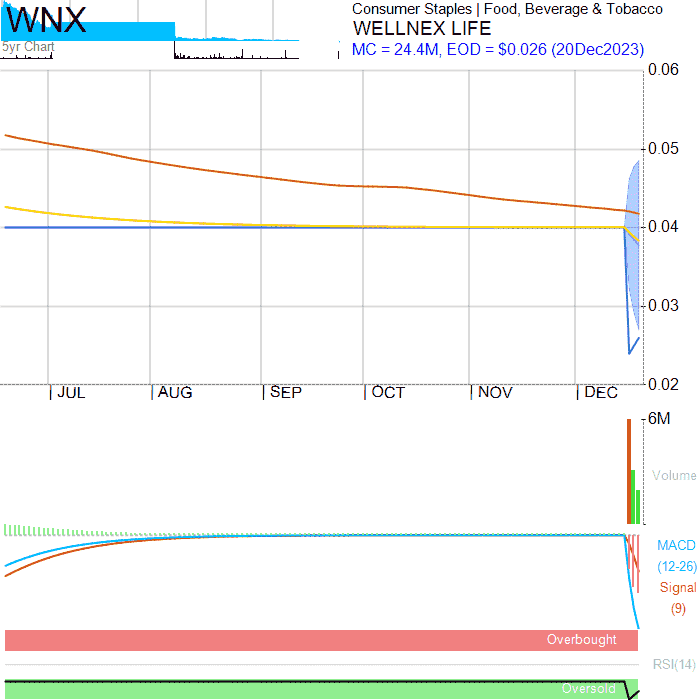 WNX
Consumer Staples | Food, Beverage & Tobacco
WELLNEX LIFE
5yr Chart
MC = 24.4M, EOD = $0.026 (20Dec2023)
0.06
0.05
0.04
0.03
0.02
JUL AUG SEP OCT NOV DEC
6M
Volume
MACD
(12-26)
Signal
(9)
Overbought
RSI(14)
Oversold